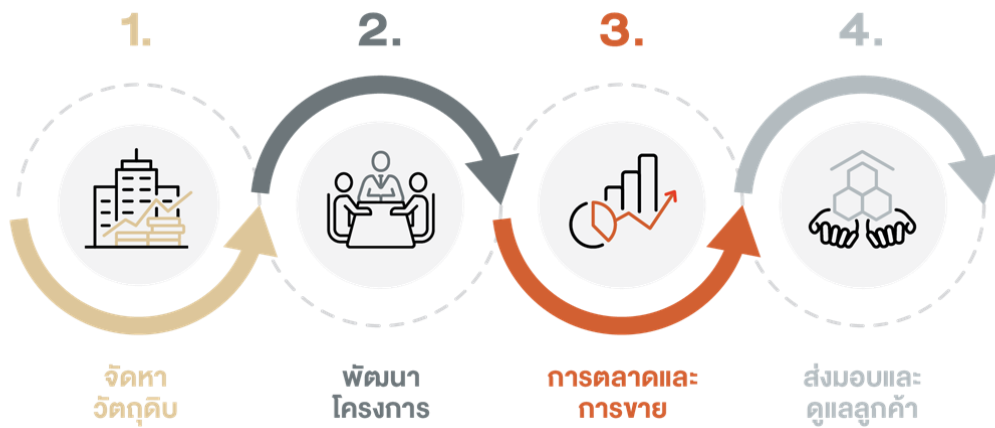 1.
2.
3.
4.
จัดหา
วัตถุดิบ
พัฒนา
โครงการ
การตลาดและ
การขาย
ส่งมอบและ
ดูแลลูกค้า